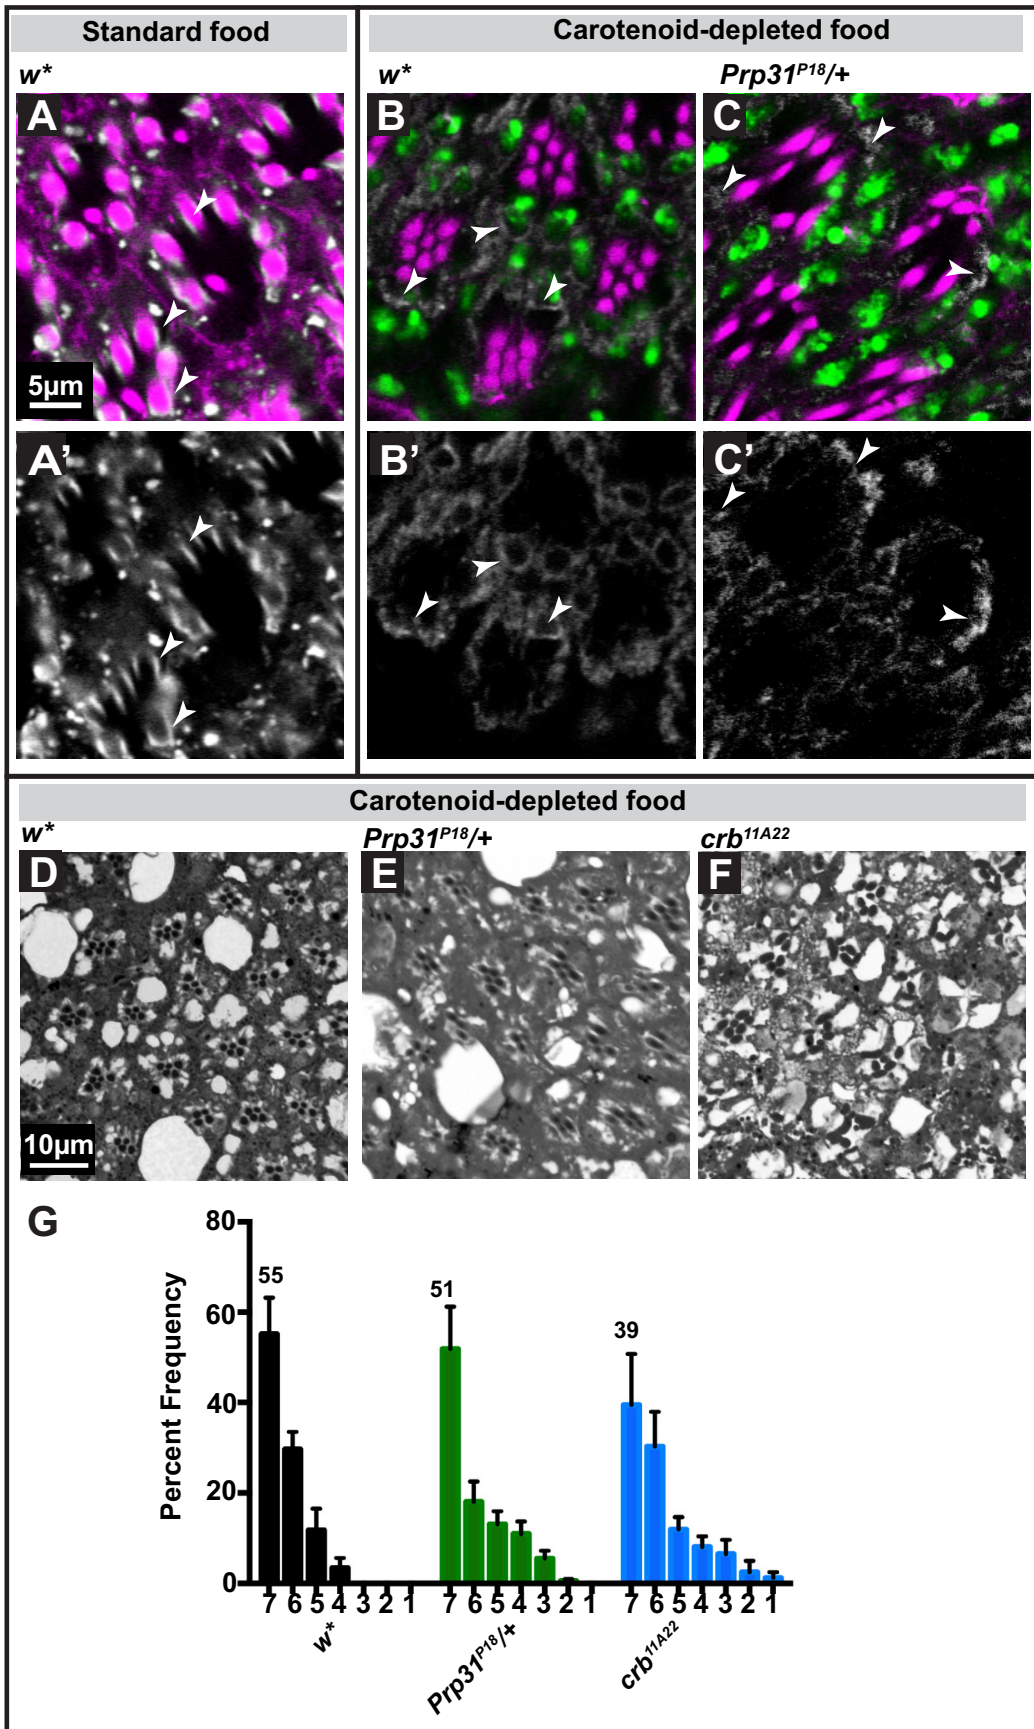 Standard food
Carotenoid-depleted food
w*
w*
Prp31P18/+
A
B
C
5µm
A'
B'
C'
Carotenoid-depleted food
w*
Prp31P18/+
crb11A22
D
E
F
10µm
G
80
60
40
20
0
Percent Frequency
55
51
39
7 6 5 4 3 2 1
7 6 5 4 3 2 1
7 6 5 4 3 2 1
w*
Prp31P18/+
crb11A22